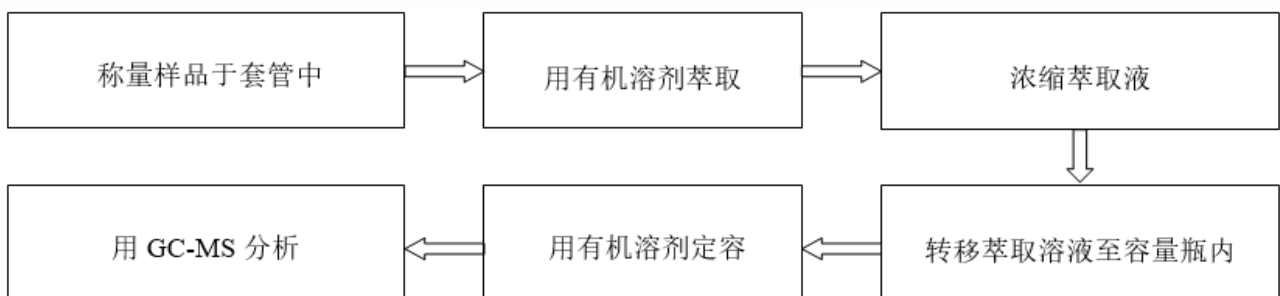 称量样品于套管中
用有机溶剂萃取
浓缩萃取液
转移萃取溶液至容量瓶内
用有机溶剂定容
用 GC-MS 分析